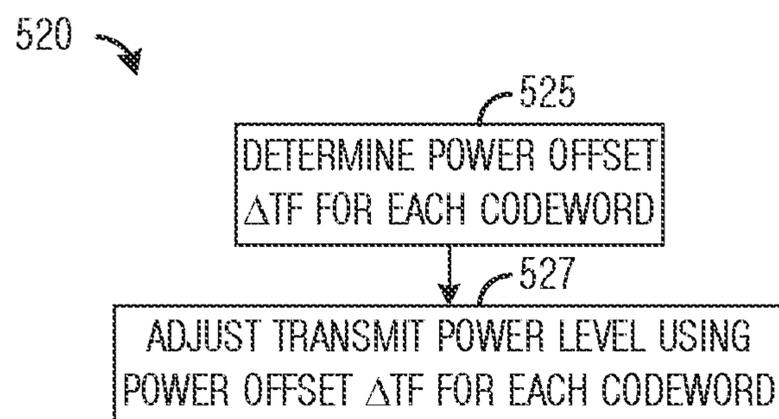 520
525
DETERMINE POWER OFFSET
ΔTF FOR EACH CODEWORD
527
ADJUST TRANSMIT POWER LEVEL USING
POWER OFFSET ΔTF FOR EACH CODEWORD